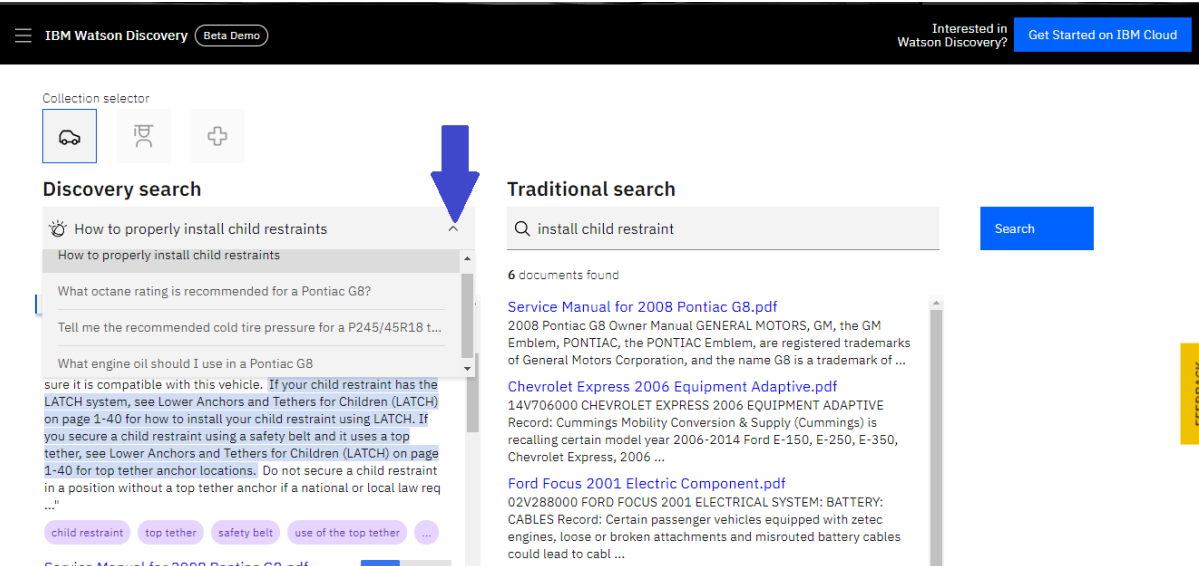 IBM Watson Discovery Beta Demo
Interested in
Watson Discovery?
Get Started on IBM Cloud
Collection selector
Discovery search
How to properly install child restraints
How to properly install child restraints
What octane rating is recommended for a Pontiac G8?
Tell me the recommended cold tire pressure for a P245/45R18 t...
What engine oil should I use in a Pontiac G8
sure it is compatible with this vehicle. If your child restraint has the
LATCH system, see Lower Anchors and Tethers for Children (LATCH)
on page 1-40 for how to install your child restraint using LATCH. If
you secure a child restraint using a safety belt and it uses a top
tether, see Lower Anchors and Tethers for Children (LATCH) on page
1-40 for top tether anchor locations. Do not secure a child restraint
in a position without a top tether anchor if a national or local law req
..."
child restraint top tether safety belt use of the top tether ...
Service Manual for 2008 Pontiac G8.pdf
Traditional search
install child restraint
Search
6 documents found
Service Manual for 2008 Pontiac G8.pdf
2008 Pontiac G8 Owner Manual GENERAL MOTORS, GM, the GM
Emblem, PONTIAC, the PONTIAC Emblem, are registered trademarks
of General Motors Corporation, and the name G8 is a trademark of ...
Chevrolet Express 2006 Equipment Adaptive.pdf
14V706000 CHEVROLET EXPRESS 2006 EQUIPMENT ADAPTIVE
Record: Cummings Mobility Conversion & Supply (Cummings) is
recalling certain model year 2006-2014 Ford E-150, E-250, E-350,
Chevrolet Express, 2006 ...
Ford Focus 2001 Electric Component.pdf
02V288000 FORD FOCUS 2001 ELECTRICAL SYSTEM: BATTERY:
CABLES Record: Certain passenger vehicles equipped with zetec
engines, loose or broken attachments and misrouted battery cables
could lead to cabl ...
FEEDBACK